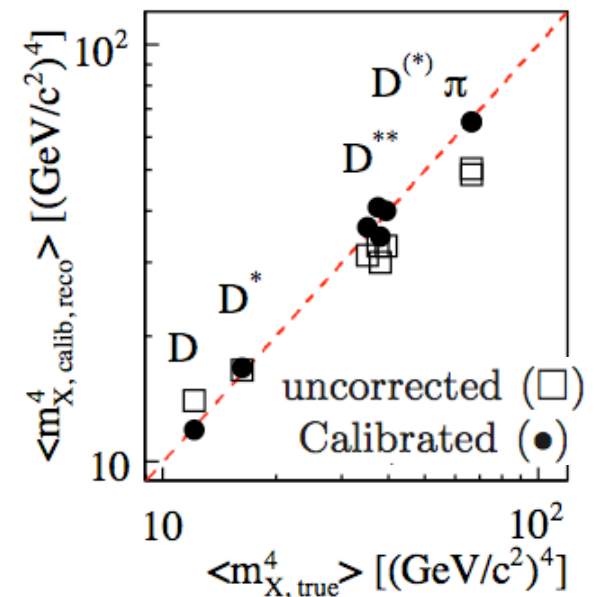 <m⁴X, calib, reco> [(GeV/c²)⁴]
10²
10
D
D*
D**
D(*) π
uncorrected (□)
Calibrated (●)
10
10²
<m⁴X, true> [(GeV/c²)⁴]